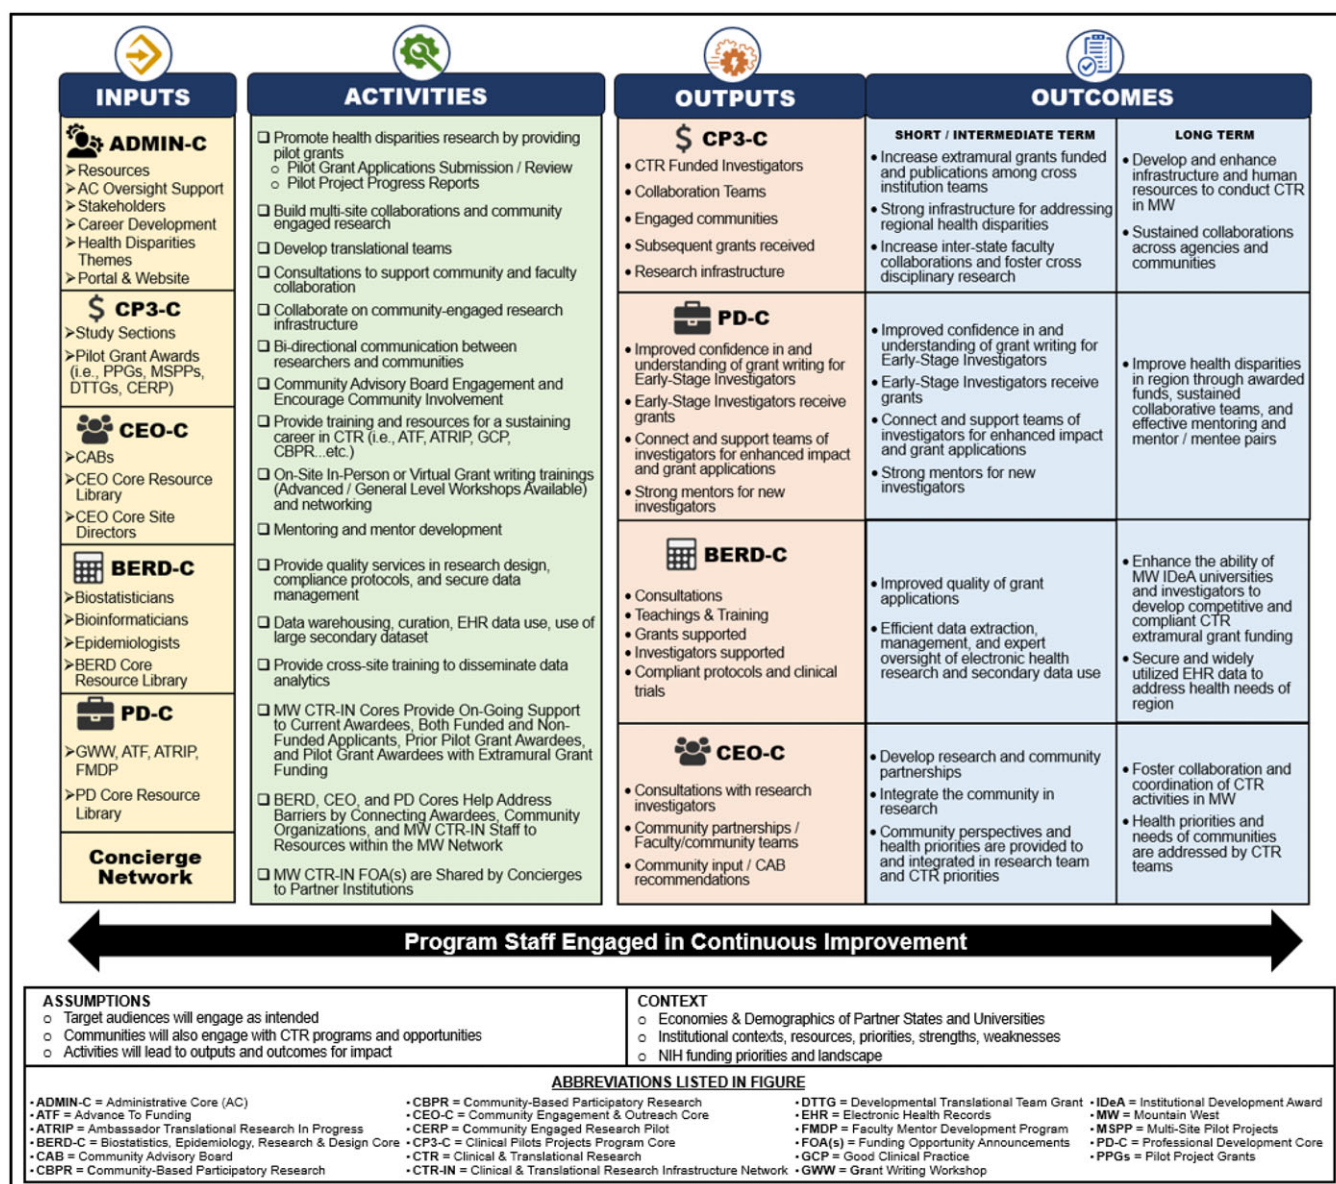 INPUTS
ADMIN-C
➢Resources
➢AC Oversight Support
➢Stakeholders
➢Career Development
➢Health Disparities
Themes
➢Portal & Website
$ CP3-C
➢Study Sections
➢Pilot Grant Awards
(i.e., PPGs, MSPPs,
DTTGs, CERP)
CEO-C
➢CABs
➢CEO Core Resource
Library
➢CEO Core Site
Directors
BERD-C
➢Biostatisticians
➢Bioinformaticians
➢Epidemiologists
➢BERD Core
Resource Library
PD-C
➢GWW, ATF, ATRIP,
FMDP
➢PD Core Resource
Library
Concierge
Network
ACTIVITIES
❑ Promote health disparities research by providing
pilot grants
o Pilot Grant Applications Submission / Review
o Pilot Project Progress Reports
❑ Build multi-site collaborations and community
engaged research
❑ Develop translational teams
❑ Consultations to support community and faculty
collaboration
❑ Collaborate on community-engaged research
infrastructure
❑ Bi-directional communication between
researchers and communities
❑ Community Advisory Board Engagement and
Encourage Community Involvement
❑ Provide training and resources for a sustaining
career in CTR (i.e., ATF, ATRIP, GCP,
CBPR...etc.)
❑ On-Site In-Person or Virtual Grant writing trainings
(Advanced / General Level Workshops Available)
and networking
❑ Mentoring and mentor development
❑ Provide quality services in research design,
compliance protocols, and secure data
management
❑ Data warehousing, curation, EHR data use, use of
large secondary dataset
❑ Provide cross-site training to disseminate data
analytics
❑ MW CTR-IN Cores Provide On-Going Support
to Current Awardees, Both Funded and Non-
Funded Applicants, Prior Pilot Grant Awardees,
and Pilot Grant Awardees with Extramural Grant
Funding
❑ BERD, CEO, and PD Cores Help Address
Barriers by Connecting Awardees, Community
Organizations, and MW CTR-IN Staff to
Resources within the MW Network
❑ MW CTR-IN FOA(s) are Shared by Concierges
to Partner Institutions
OUTPUTS
$ CP3-C
• CTR Funded Investigators
• Collaboration Teams
• Engaged communities
• Subsequent grants received
• Research infrastructure
PD-C
• Improved confidence in and
understanding of grant writing for
Early-Stage Investigators
• Early-Stage Investigators receive
grants
• Connect and support teams of
investigators for enhanced impact
and grant applications
• Strong mentors for new
investigators
BERD-C
• Consultations
• Teachings & Training
• Grants supported
• Investigators supported
• Compliant protocols and clinical
trials
CEO-C
• Consultations with research
investigators
• Community partnerships /
Faculty/community teams
• Community input / CAB
recommendations
OUTCOMES
SHORT / INTERMEDIATE TERM
• Increase extramural grants funded
and publications among cross
institution teams
• Strong infrastructure for addressing
regional health disparities
• Increase inter-state faculty
collaborations and foster cross
disciplinary research
• Improved confidence in and
understanding of grant writing for
Early-Stage Investigators
• Early-Stage Investigators receive
grants
• Connect and support teams of
investigators for enhanced impact
and grant applications
• Strong mentors for new
investigators
• Improved quality of grant
applications
• Efficient data extraction,
management, and expert
oversight of electronic health
research and secondary data use
• Develop research and community
partnerships
• Integrate the community in
research
• Community perspectives and
health priorities are provided to
and integrated in research team
and CTR priorities
LONG TERM
• Develop and enhance
infrastructure and human
resources to conduct CTR
in MW
• Sustained collaborations
across agencies and
communities
• Improve health disparities
in region through awarded
funds, sustained
collaborative teams, and
effective mentoring and
mentor / mentee pairs
• Enhance the ability of
MW IDeA universities
and investigators to
develop competitive and
compliant CTR
extramural grant funding
• Secure and widely
utilized EHR data to
address health needs of
region
• Foster collaboration and
coordination of CTR
activities in MW
• Health priorities and
needs of communities
are addressed by CTR
teams
Program Staff Engaged in Continuous Improvement
ASSUMPTIONS
o Target audiences will engage as intended
o Communities will also engage with CTR programs and opportunities
o Activities will lead to outputs and outcomes for impact
CONTEXT
o Economies & Demographics of Partner States and Universities
o Institutional contexts, resources, priorities, strengths, weaknesses
o NIH funding priorities and landscape
ABBREVIATIONS LISTED IN FIGURE
• ADMIN-C = Administrative Core (AC)
• ATF = Advance To Funding
• ATRIP = Ambassador Translational Research In Progress
• BERD-C = Biostatistics, Epidemiology, Research & Design Core
• CAB = Community Advisory Board
• CBPR = Community-Based Participatory Research
• CBPR = Community-Based Participatory Research
• CEO-C = Community Engagement & Outreach Core
• CERP = Community Engaged Research Pilot
• CP3-C = Clinical Pilots Projects Program Core
• CTR = Clinical & Translational Research
• CTR-IN = Clinical & Translational Research Infrastructure Network
• DTTG = Developmental Translational Team Grant
• EHR = Electronic Health Records
• FMDP = Faculty Mentor Development Program
• FOA(s) = Funding Opportunity Announcements
• GCP = Good Clinical Practice
• GWW = Grant Writing Workshop
• IDeA = Institutional Development Award
• MW = Mountain West
• MSPP = Multi-Site Pilot Projects
• PD-C = Professional Development Core
• PPGs = Pilot Project Grants